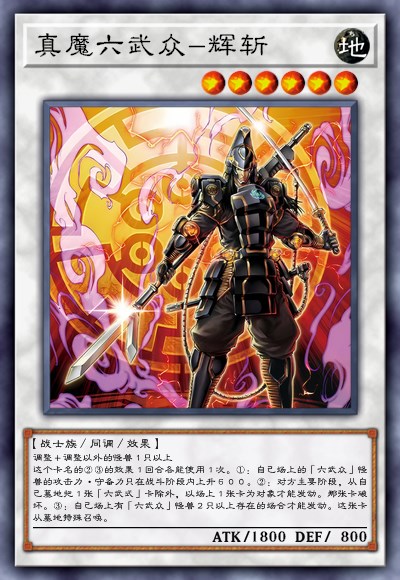 真魔六武众-辉斩
地
【战士族／同调／效果】
调整＋调整以外的怪兽1只以上
这个卡名的②③的效果1回合各能使用1次。①：自己场上的「六武众」怪
兽的攻击力·守备力只在战斗阶段内上升600。②：对方主要阶段，从自
己墓地把1张「六武式」卡除外，以场上1张卡为对象才能发动。那张卡破
坏。③：自己场上有「六武众」怪兽2只以上存在的场合才能发动。这张卡
从墓地特殊召唤。
ATK/1800 DEF/ 800